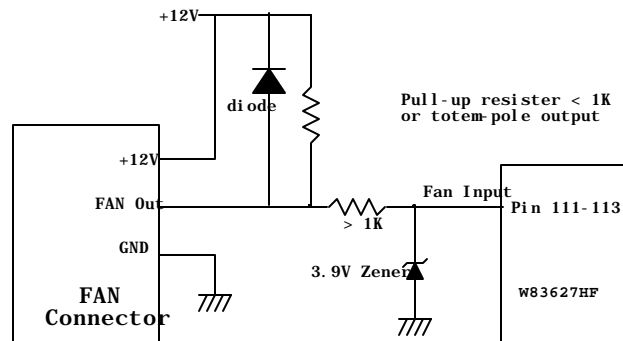 +12V
diode
Pull-up resister < 1K
or totem-pole output
+12V
FAN Out
Fan Input
Pin 111-113
> 1K
GND
3.9V Zener
FAN
Connector
W83627HF